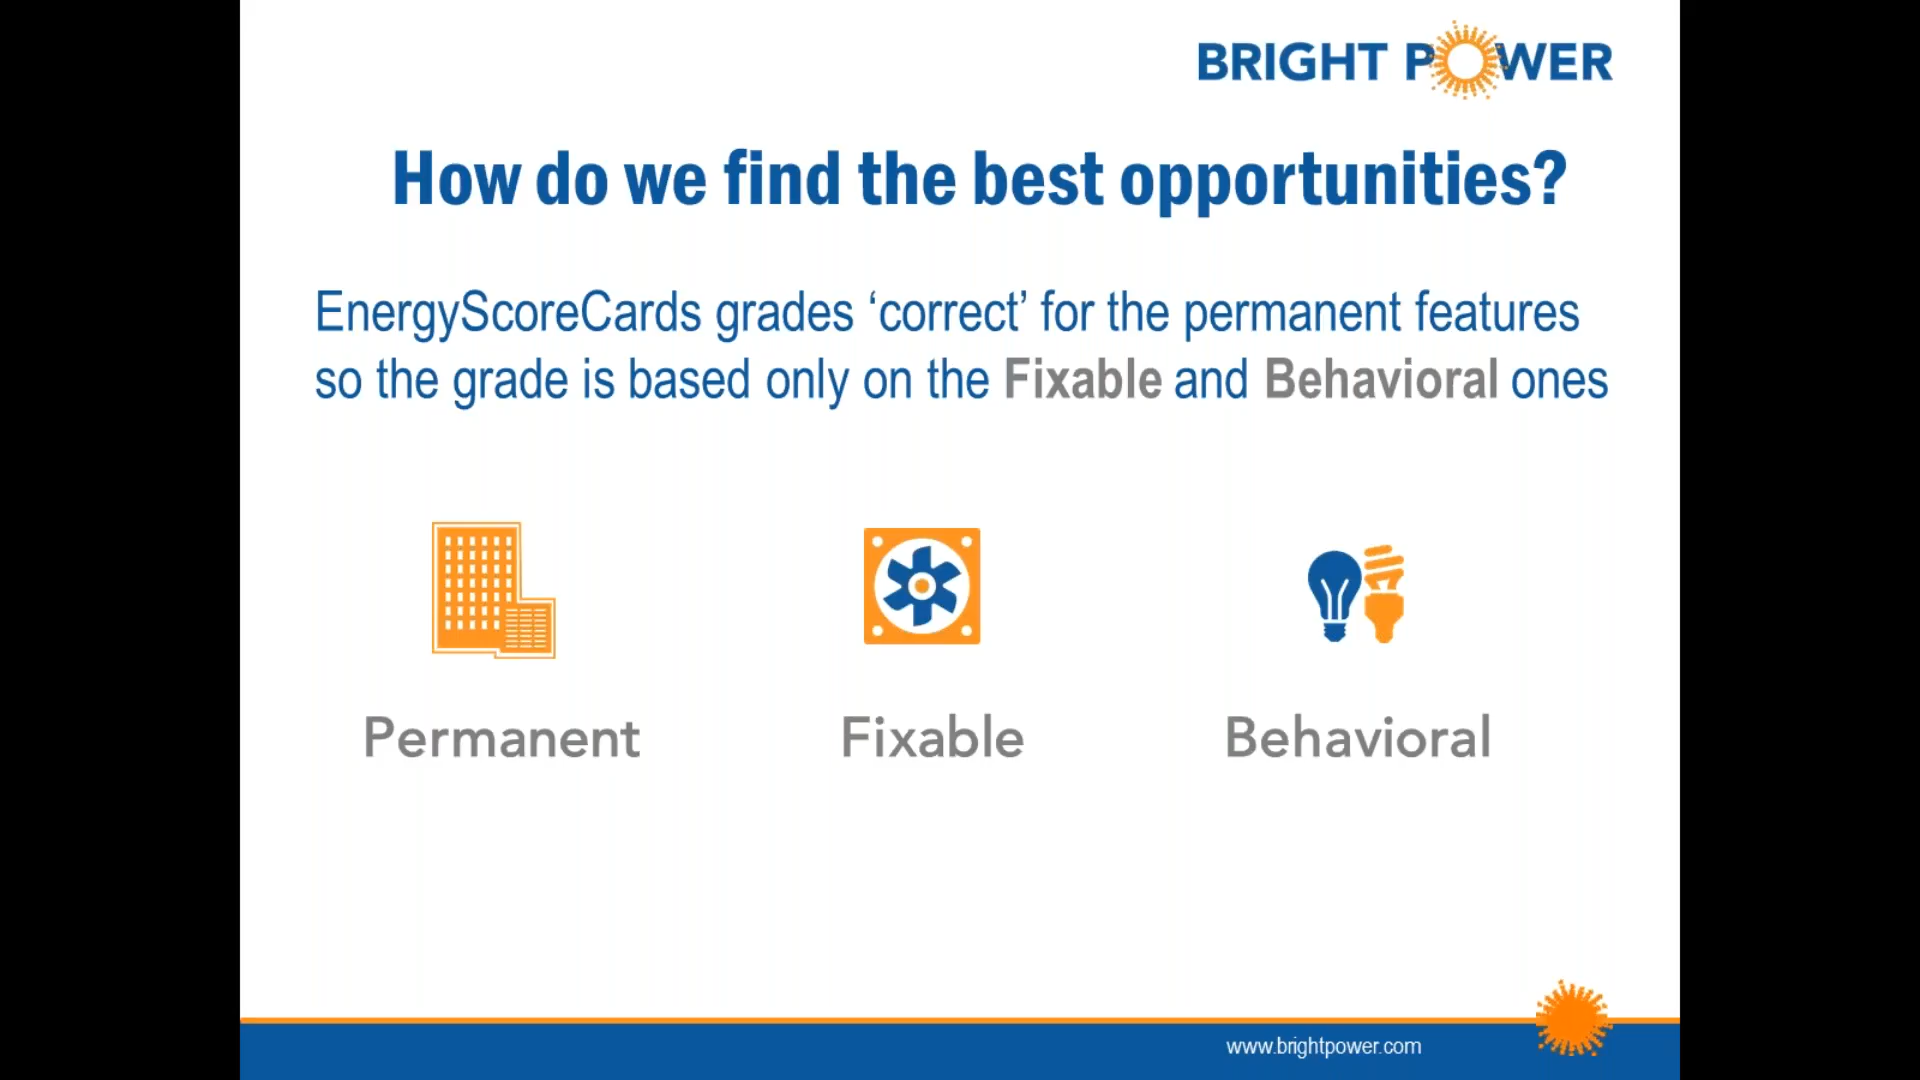 BRIGHT POWER
How do we find the best opportunities?
EnergyScoreCards grades ‘correct’ for the permanent features
so the grade is based only on the Fixable and Behavioral ones
Permanent
Fixable
Behavioral
www.brightpower.com